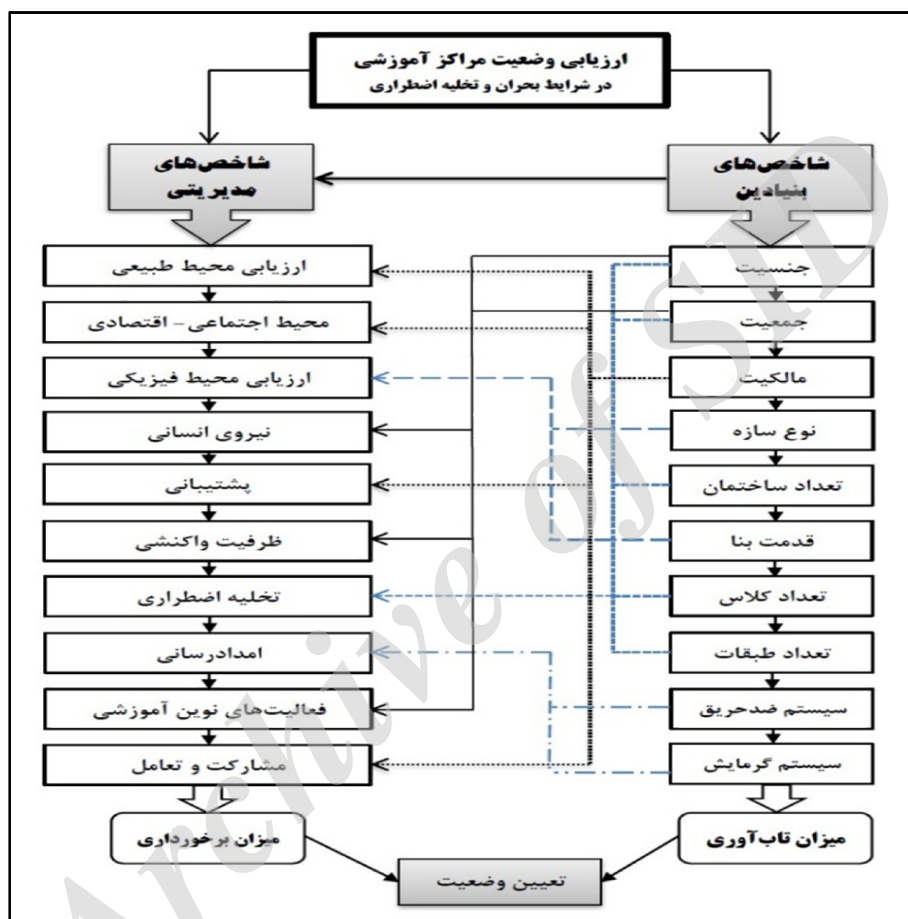 ارزیابی وضعیت مراکز آموزشی
در شرایط بحران و تخلیه اضطراری
شاخص‌های
بنیادین
شاخص‌های
مدیریتی
جنسیت
جمعیت
مالکیت
نوع سازه
تعداد ساختمان
قدمت بنا
تعداد کلاس
تعداد طبقات
سیستم ضدحریق
سیستم گرمایش
میزان تاب‌آوری
ارزیابی محیط طبیعی
محیط اجتماعی - اقتصادی
ارزیابی محیط فیزیکی
نیروی انسانی
پشتیبانی
ظرفیت واکنشی
تخلیه اضطراری
امدادرسانی
فعالیت‌های نوین آموزشی
مشارکت و تعامل
میزان برخورداری
تعیین وضعیت
Archive of SID